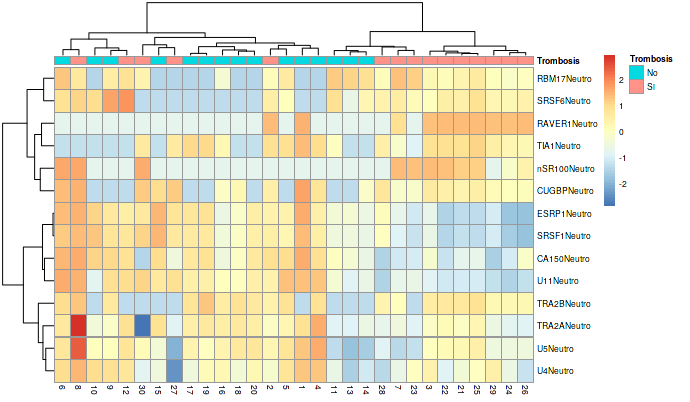 Trombosis
Trombosis
No
SI
2
1
0
-1
-2
RBM17Neutro
SRSF6Neutro
RAVER1Neutro
TIA1Neutro
nSR100Neutro
CUGBPNeutro
ESRP1Neutro
SRSF1Neutro
CA150Neutro
U11Neutro
TRA2BNeutro
TRA2ANeutro
U5Neutro
U4Neutro
6 8 10 9 12 30 15 27 17 19 16 18 20 2 5 1 4 11 13 14 28 7 23 3 22 21 25 29 24 26